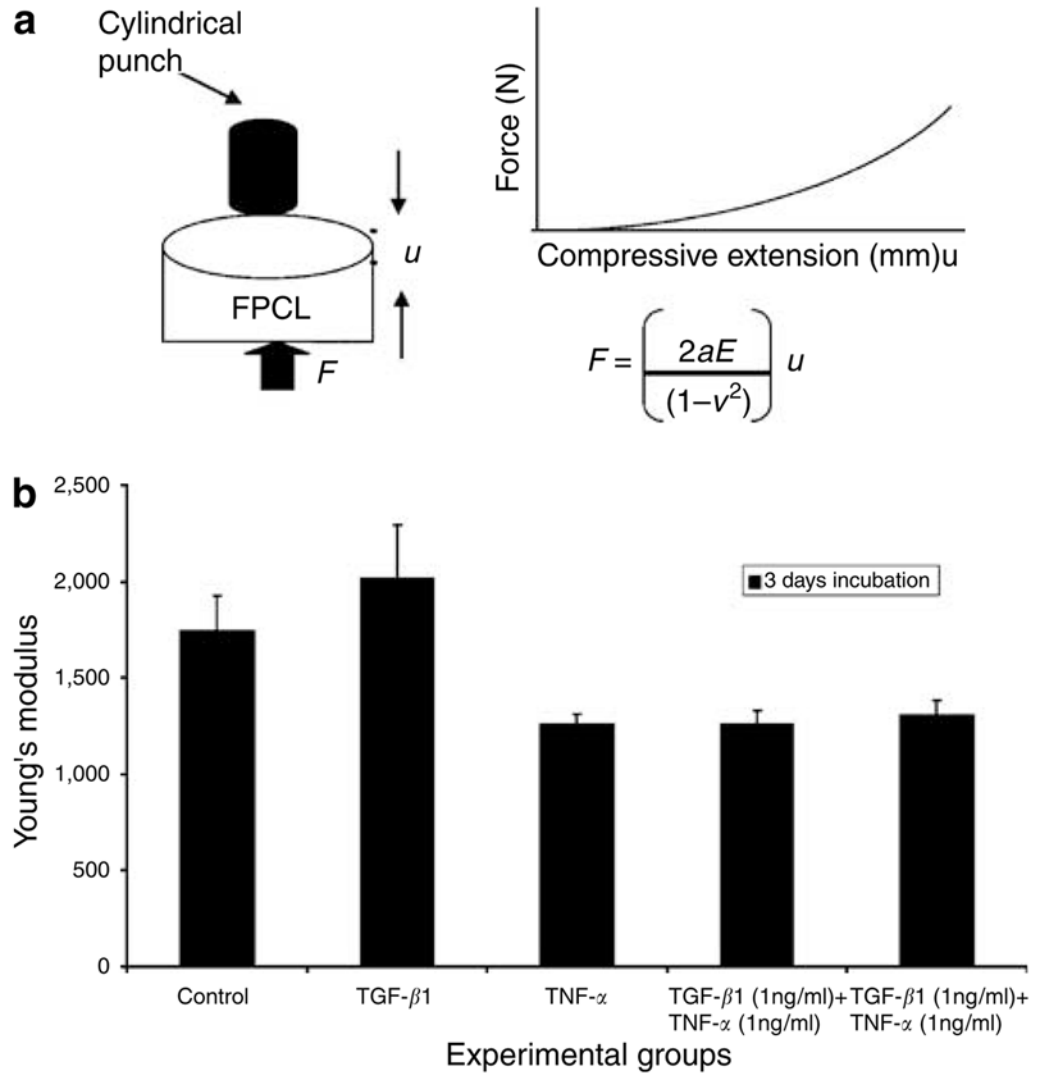 a
Cylindrical
punch
FPCL
u
F
Force (N)
Compressive extension (mm)u
F = (2aE / (1–v²)) u
b
Young's modulus
2,500
2,000
1,500
1,000
500
0
3 days incubation
Control
TGF-β1
TNF-α
TGF-β1 (1ng/ml)+
TNF-α (1ng/ml)
TGF-β1 (1ng/ml)+
TNF-α (1ng/ml)
Experimental groups